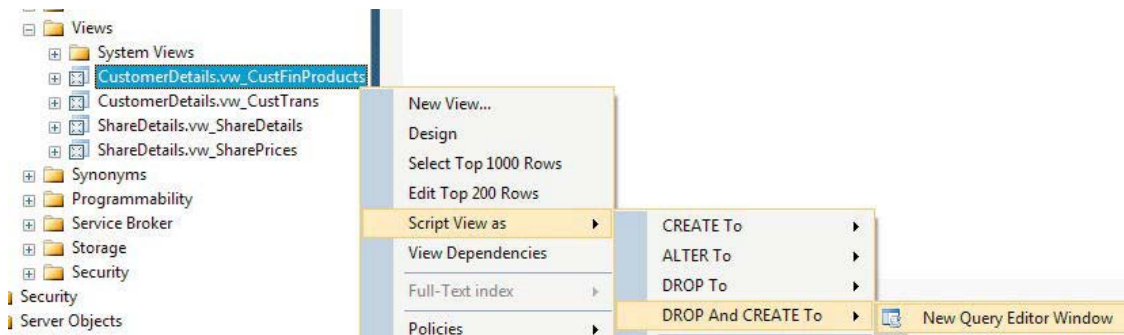 Views
System Views
CustomerDetails.vw_CustFinProducts
CustomerDetails.vw_CustTrans
ShareDetails.vw_ShareDetails
ShareDetails.vw_SharePrices
Synonyms
Programmability
Service Broker
Storage
Security
Security
Server Objects
New View...
Design
Select Top 1000 Rows
Edit Top 200 Rows
Script View as
View Dependencies
Full-Text index
Policies
CREATE To
ALTER To
DROP To
DROP And CREATE To
New Query Editor Window